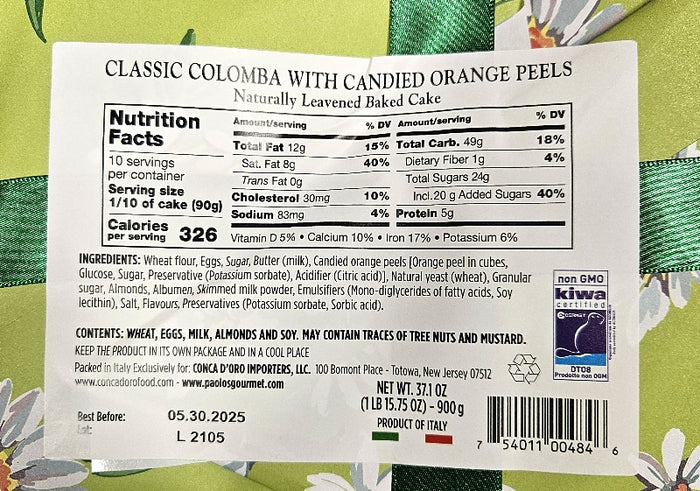 CLASSIC COLOMBA WITH CANDIED ORANGE PEELS
Naturally Leavened Baked Cake
Nutrition
Facts
10 servings
per container
Serving size
1/10 of cake (90g)
Calories
per serving 326
Amount/serving % DV
Total Fat 12g 15%
Sat. Fat 8g 40%
Trans Fat 0g
Cholesterol 30mg 10%
Sodium 83mg 4%
Amount/serving % DV
Total Carb. 49g 18%
Dietary Fiber 1g 4%
Total Sugars 24g
Incl.20 g Added Sugars 40%
Protein 5g
Vitamin D 5% • Calcium 10% • Iron 17% • Potassium 6%
INGREDIENTS: Wheat flour, Eggs, Sugar, Butter (milk), Candied orange peels [Orange peel in cubes,
Glucose, Sugar, Preservative (Potassium sorbate), Acidifier (Citric acid)], Natural yeast (wheat), Granular
sugar, Almonds, Albumen, Skimmed milk powder, Emulsifiers (Mono-diglycerides of fatty acids, Soy
lecithin), Salt, Flavours, Preservatives (Potassium sorbate, Sorbic acid).
CONTENTS: WHEAT, EGGS, MILK, ALMONDS AND SOY. MAY CONTAIN TRACES OF TREE NUTS AND MUSTARD.
KEEP THE PRODUCT IN ITS OWN PACKAGE AND IN A COOL PLACE
Packed in Italy Exclusively for: CONCA D'ORO IMPORTERS, LLC. 100 Bomont Place - Totowa, New Jersey 07512
www.concadorofood.com - www.paolosgourmet.com
non GMO
kiwa
certified
CERMET
DT08
Prodotto non OGM
NET WT. 37.1 OZ
(1 LB 15.75 OZ) - 900 g
PRODUCT OF ITALY
Best Before: 05.30.2025
Lot: L 2105
7 54011 00484 6